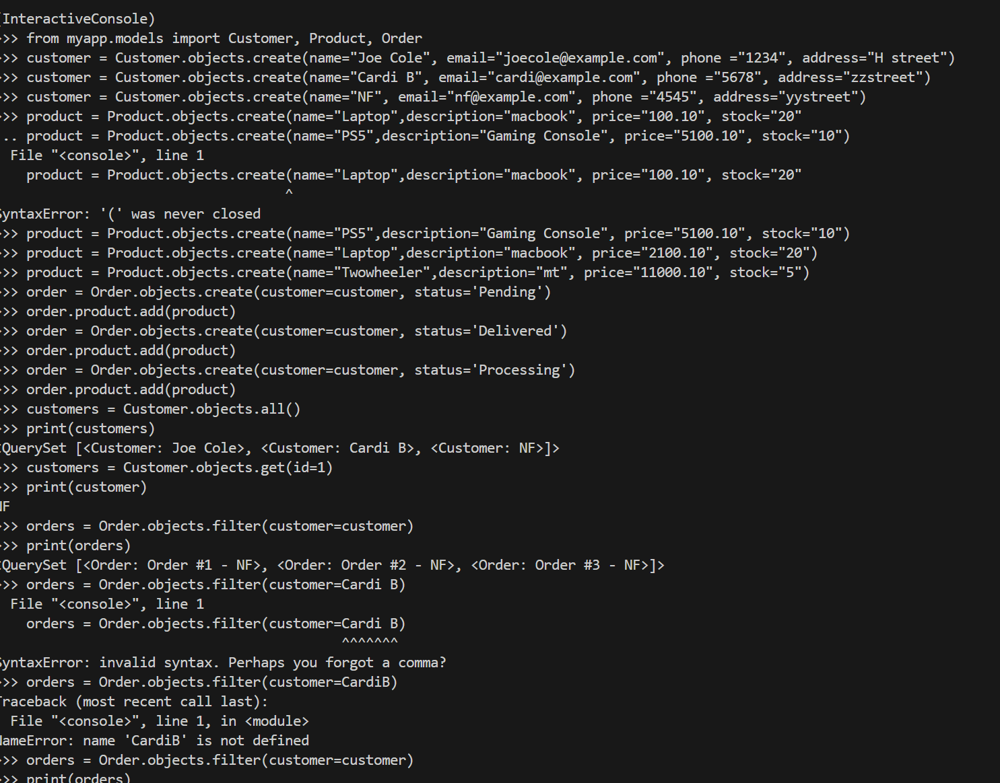 (InteractiveConsole)
>>> from myapp.models import Customer, Product, Order
>>> customer = Customer.objects.create(name="Joe Cole", email="joecole@example.com", phone ="1234", address="H street")
>>> customer = Customer.objects.create(name="Cardi B", email="cardi@example.com", phone ="5678", address="zzstreet")
>>> customer = Customer.objects.create(name="NF", email="nf@example.com", phone ="4545", address="yystreet")
>>> product = Product.objects.create(name="Laptop",description="macbook", price="100.10", stock="20"
... product = Product.objects.create(name="PS5",description="Gaming Console", price="5100.10", stock="10")
  File "<console>", line 1
    product = Product.objects.create(name="Laptop",description="macbook", price="100.10", stock="20"
                                    ^
SyntaxError: '(' was never closed
>>> product = Product.objects.create(name="PS5",description="Gaming Console", price="5100.10", stock="10")
>>> product = Product.objects.create(name="Laptop",description="macbook", price="2100.10", stock="20")
>>> product = Product.objects.create(name="Twowheeler",description="mt", price="11000.10", stock="5")
>>> order = Order.objects.create(customer=customer, status='Pending')
>>> order.product.add(product)
>>> order = Order.objects.create(customer=customer, status='Delivered')
>>> order.product.add(product)
>>> order = Order.objects.create(customer=customer, status='Processing')
>>> order.product.add(product)
>>> customers = Customer.objects.all()
>>> print(customers)
<QuerySet [<Customer: Joe Cole>, <Customer: Cardi B>, <Customer: NF>]>
>>> customers = Customer.objects.get(id=1)
>>> print(customer)
NF
>>> orders = Order.objects.filter(customer=customer)
>>> print(orders)
<QuerySet [<Order: Order #1 - NF>, <Order: Order #2 - NF>, <Order: Order #3 - NF>]>
>>> orders = Order.objects.filter(customer=Cardi B)
  File "<console>", line 1
    orders = Order.objects.filter(customer=Cardi B)
                                           ^^^^^^^
SyntaxError: invalid syntax. Perhaps you forgot a comma?
>>> orders = Order.objects.filter(customer=CardiB)
Traceback (most recent call last):
  File "<console>", line 1, in <module>
NameError: name 'CardiB' is not defined
>>> orders = Order.objects.filter(customer=customer)
>>> print(orders)